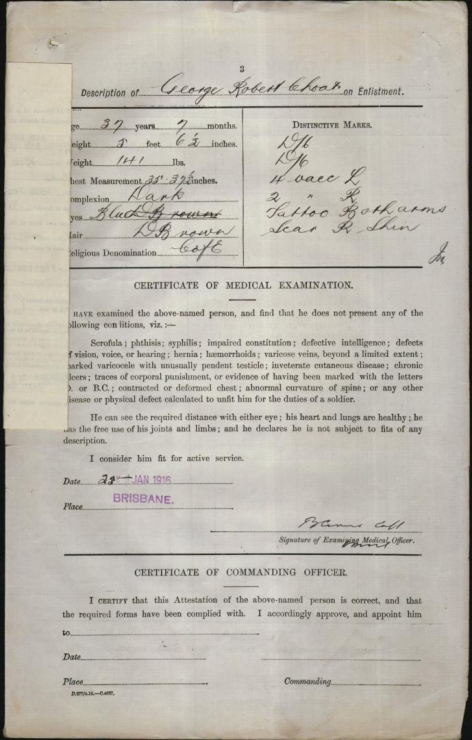 3
Description of George Robert Choat on Enlistment.
ge 37 years 7 months.
eight 5 feet 6½ inches.
eight 141 lbs.
hest Measurement 35-37½ inches.
omplexion Dark
yes Brown
air D Brown
eligious Denomination CofE
DISTINCTIVE MARKS.
D/6
D/6
4 vacc L
2 " R
Tattoo Both arms
Scar R Shin
CERTIFICATE OF MEDICAL EXAMINATION.
HAVE examined the above-named person, and find that he does not present any of the
ollowing conditions, viz.:—
Scrofula; phthisis; syphilis; impaired constitution; defective intelligence; defects
f vision, voice, or hearing; hernia; hæmorrhoids; varicose veins, beyond a limited extent;
arked varicocele with unusually pendent testicle; inveterate cutaneous disease; chronic
lcers; traces of corporal punishment, or evidence of having been marked with the letters
D. or B.C.; contracted or deformed chest; abnormal curvature of spine; or any other
isease or physical defect calculated to unfit him for the duties of a soldier.
He can see the required distance with either eye; his heart and lungs are healthy; he
as the free use of his joints and limbs; and he declares he is not subject to fits of any
description.
I consider him fit for active service.
Date JAN 1916
Place BRISBANE.
Signature of Examining Medical Officer.
CERTIFICATE OF COMMANDING OFFICER.
I CERTIFY that this Attestation of the above-named person is correct, and that
the required forms have been complied with. I accordingly approve, and appoint him
to
Date
Place Commanding